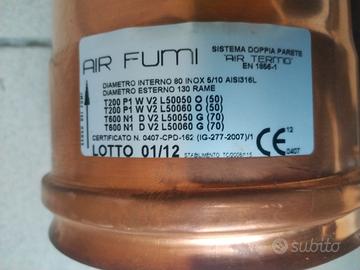 AIR FUMI
SISTEMA DOPPIA PARETE
"AIR TERMO"
EN 1856-1
DIAMETRO INTERNO 80 INOX 5/10 AISI316L
DIAMETRO ESTERNO 130 RAME
T200 P1 W V2 L50050 O (50)
T200 P1 W V2 L50060 O (50)
T600 N1 D V2 L50050 G (70)
T600 N1 D V2 L50060 G (70)
CERTIFICATO N. 0407-CPD-162 (IG-277-2007)/1
CE 12
0407
LOTTO 01/12
STABILIMENTO
subito